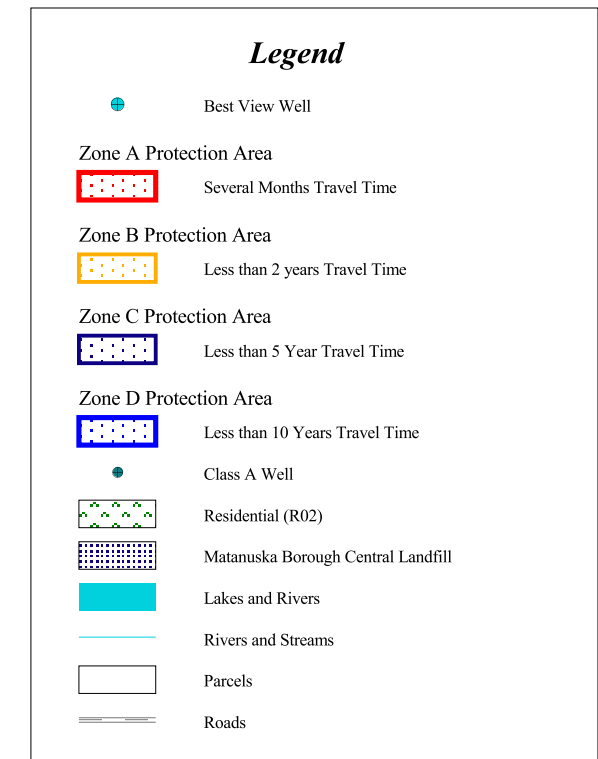 Legend
Best View Well
Zone A Protection Area
Several Months Travel Time
Zone B Protection Area
Less than 2 years Travel Time
Zone C Protection Area
Less than 5 Year Travel Time
Zone D Protection Area
Less than 10 Years Travel Time
Class A Well
Residential (R02)
Matanuska Borough Central Landfill
Lakes and Rivers
Rivers and Streams
Parcels
Roads